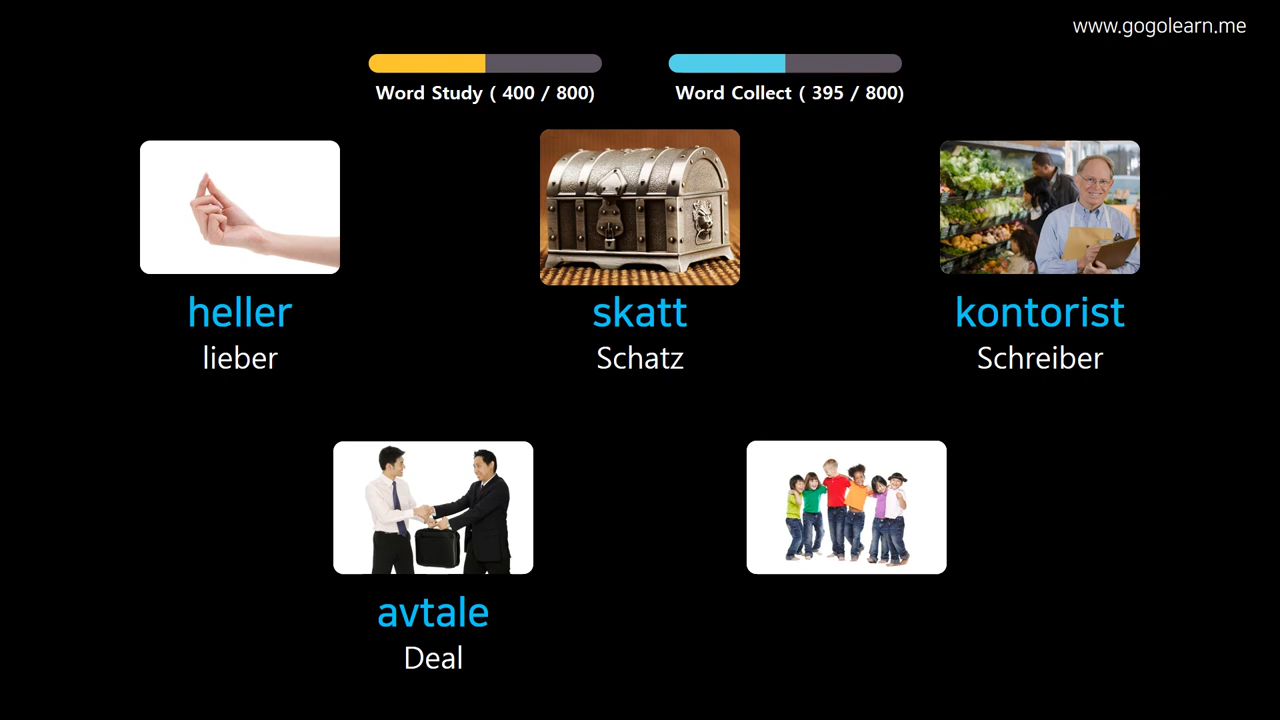 www.gogolearn.me
Word Study ( 400 / 800)
Word Collect ( 395 / 800)
heller
lieber
skatt
Schatz
kontorist
Schreiber
avtale
Deal